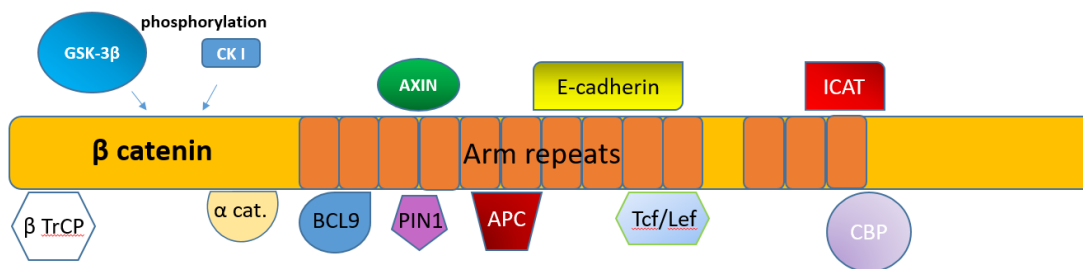 phosphorylation
GSK-3β
CK I
AXIN
E-cadherin
ICAT
β catenin
Arm repeats
β TrCP
α cat.
BCL9
PIN1
APC
Tcf/Lef
CBP